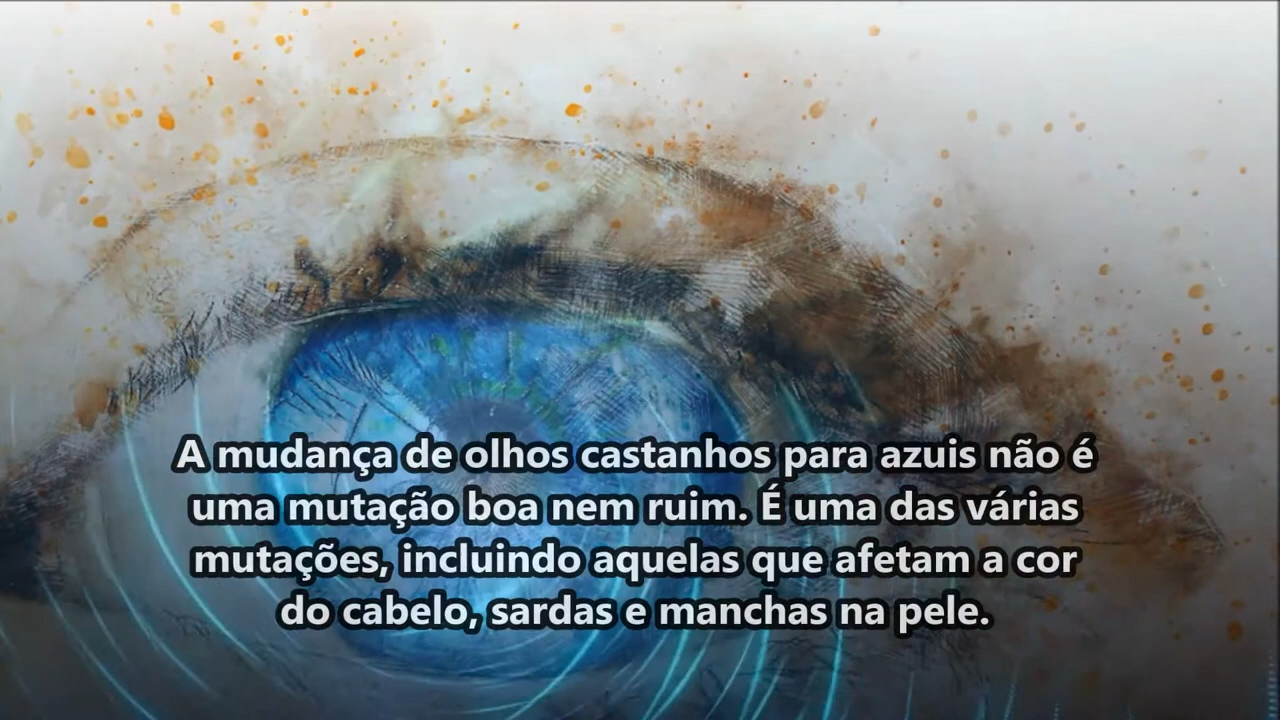 A mudança de olhos castanhos para azuis não é
uma mutação boa nem ruim. É uma das várias
mutações, incluindo aquelas que afetam a cor
do cabelo, sardas e manchas na pele.